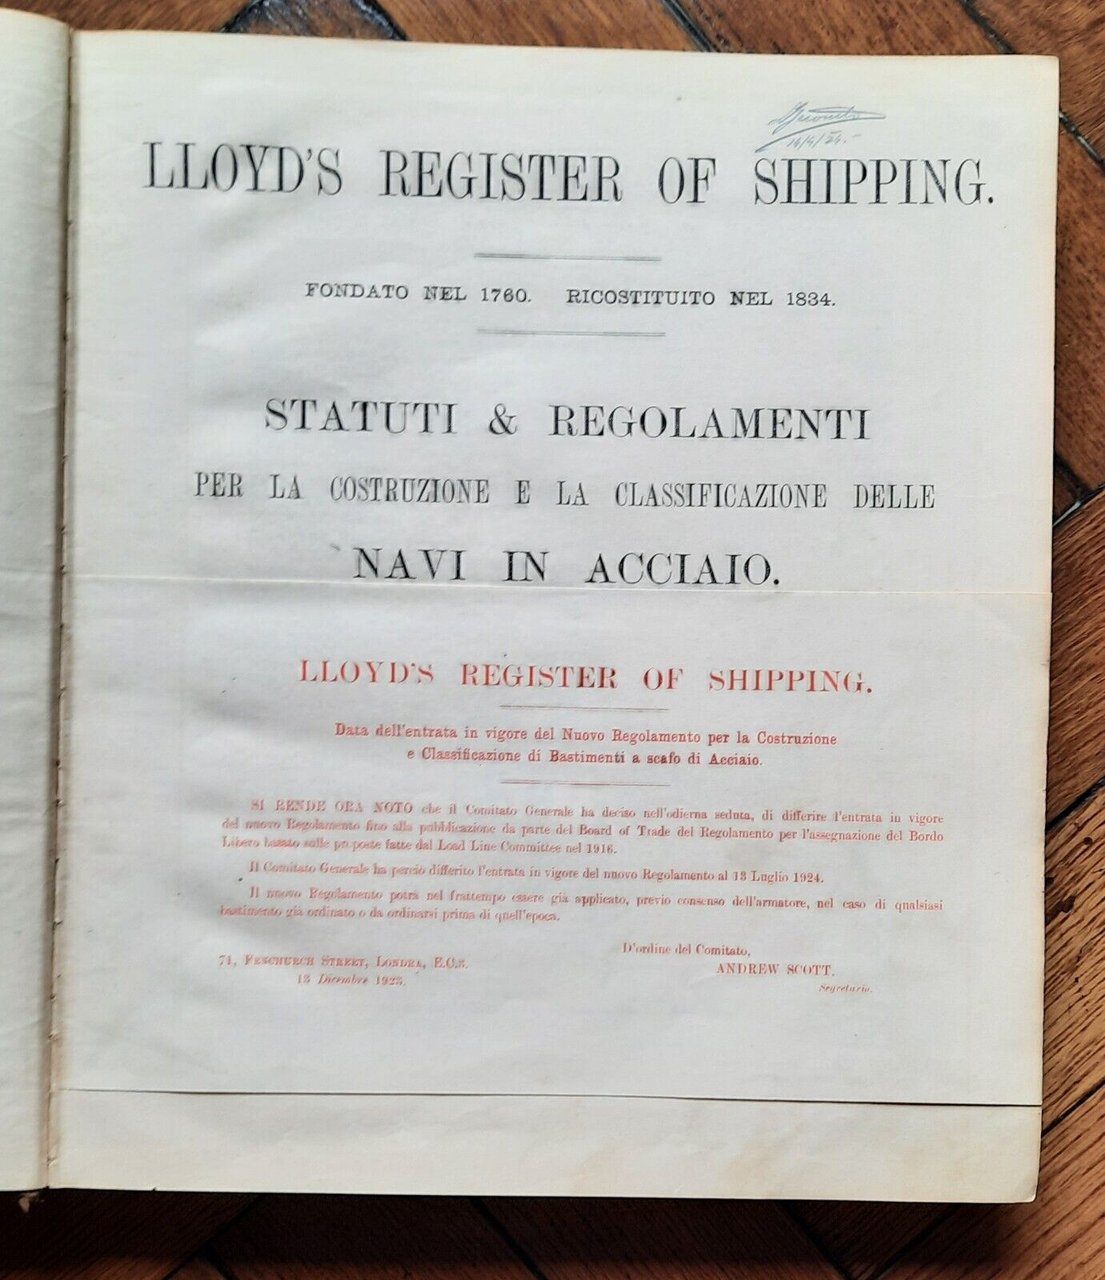 14/4/24.-
LLOYD'S REGISTER OF SHIPPING.
FONDATO NEL 1760. RICOSTITUITO NEL 1834.
STATUTI & REGOLAMENTI
PER LA COSTRUZIONE E LA CLASSIFICAZIONE DELLE
NAVI IN ACCIAIO.
LLOYD'S REGISTER OF SHIPPING.
Data dell'entrata in vigore del Nuovo Regolamento per la Costruzione
e Classificazione di Bastimenti a scafo di Acciaio.
SI RENDE ORA NOTO che il Comitato Generale ha deciso nell'odierna seduta, di differire l'entrata in vigore
del nuovo Regolamento fino alla pubblicazione da parte del Board of Trade del Regolamento per l'assegnazione del Bordo
Libero basato sulle proposte fatte dal Load Line Committee nel 1916.
Il Comitato Generale ha perciò differito l'entrata in vigore del nuovo Regolamento al 13 Luglio 1924.
Il nuovo Regolamento potrà nel frattempo essere già applicato, previo consenso dell'armatore, nel caso di qualsiasi
bastimento già ordinato o da ordinarsi prima di quell'epoca.
71, FENCHURCH STREET, LONDRA, E.C.3.
13 Dicembre 1923.
D'ordine del Comitato,
ANDREW SCOTT,
Segretario.